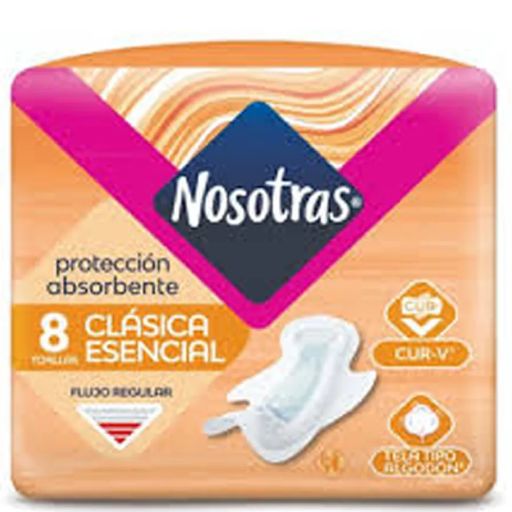 Nosotras®
protección
absorbente
8
TOALLAS
CLÁSICA
ESENCIAL
FLUJO REGULAR
CUR-V
CUR-V®
TELA TIPO
ALGODÓN